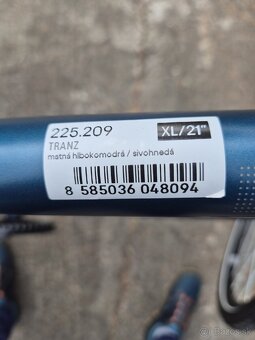 225.209 XL/21"
TRANZ
matná hlbokomodrá / sivohnedá
8 585036 048094